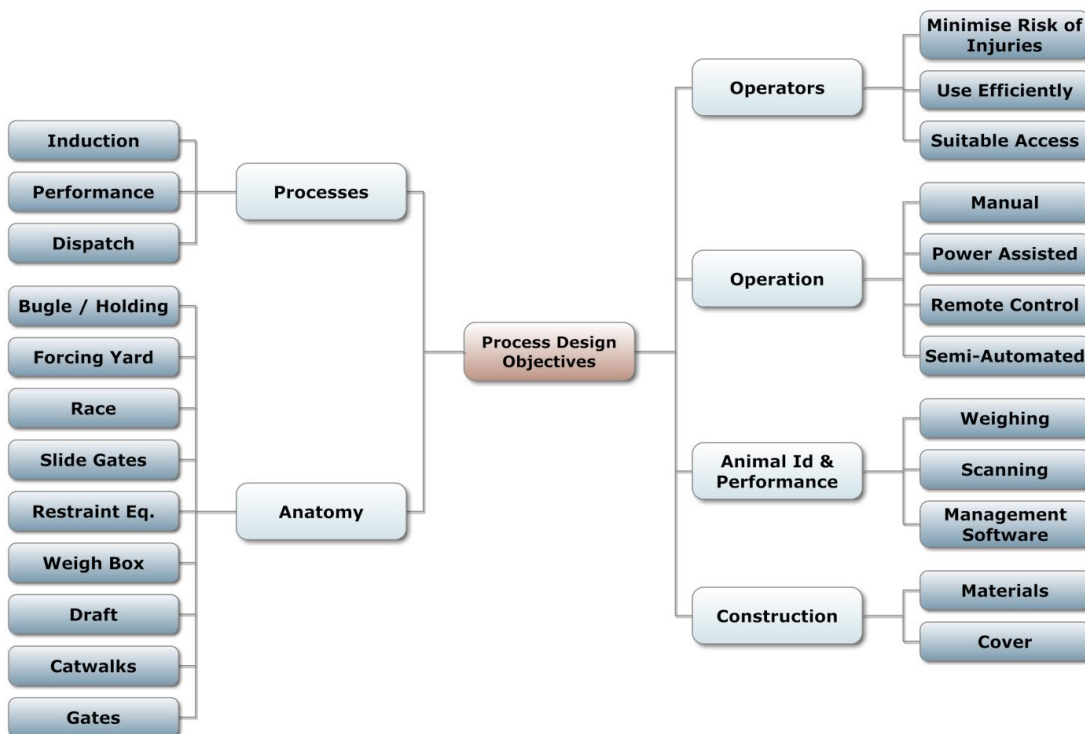 Process Design
Objectives
Processes
Induction
Performance
Dispatch
Anatomy
Bugle / Holding
Forcing Yard
Race
Slide Gates
Restraint Eq.
Weigh Box
Draft
Catwalks
Gates
Operators
Minimise Risk of
Injuries
Use Efficiently
Suitable Access
Operation
Manual
Power Assisted
Remote Control
Semi-Automated
Animal Id &
Performance
Weighing
Scanning
Management
Software
Construction
Materials
Cover